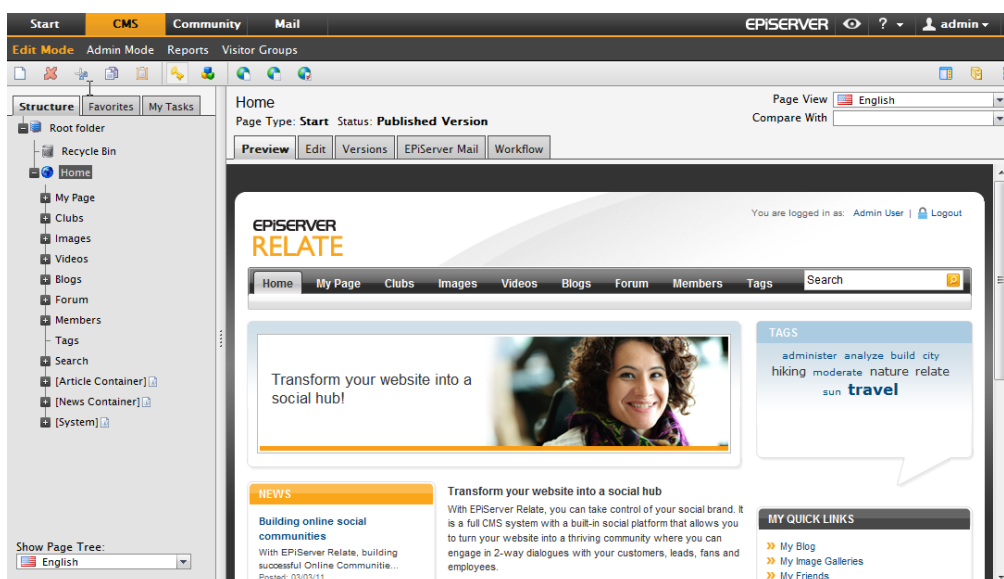 Start CMS Community Mail EPiSERVER ? admin
Edit Mode Admin Mode Reports Visitor Groups
Structure Favorites My Tasks
Root folder
Recycle Bin
Home
My Page
Clubs
Images
Videos
Blogs
Forum
Members
Tags
Search
[Article Container]
[News Container]
[System]
Show Page Tree:
English
Home
Page Type: Start Status: Published Version
Page View English
Compare With
Preview Edit Versions EPiServer Mail Workflow
You are logged in as: Admin User | Logout
EPiSERVER
RELATE
Home My Page Clubs Images Videos Blogs Forum Members Tags Search
Transform your website into a
social hub!
TAGS
administer analyze build city
hiking moderate nature relate
sun travel
NEWS
Building online social
communities
With EPiServer Relate, building
successful Online Communitie...
Posted: 03/03/11
Transform your website into a social hub
With EPiServer Relate, you can take control of your social brand. It
is a full CMS system with a built-in social platform that allows you
to turn your website into a thriving community where you can
engage in 2-way dialogues with your customers, leads, fans and
employees.
MY QUICK LINKS
My Blog
My Image Galleries
My Friends